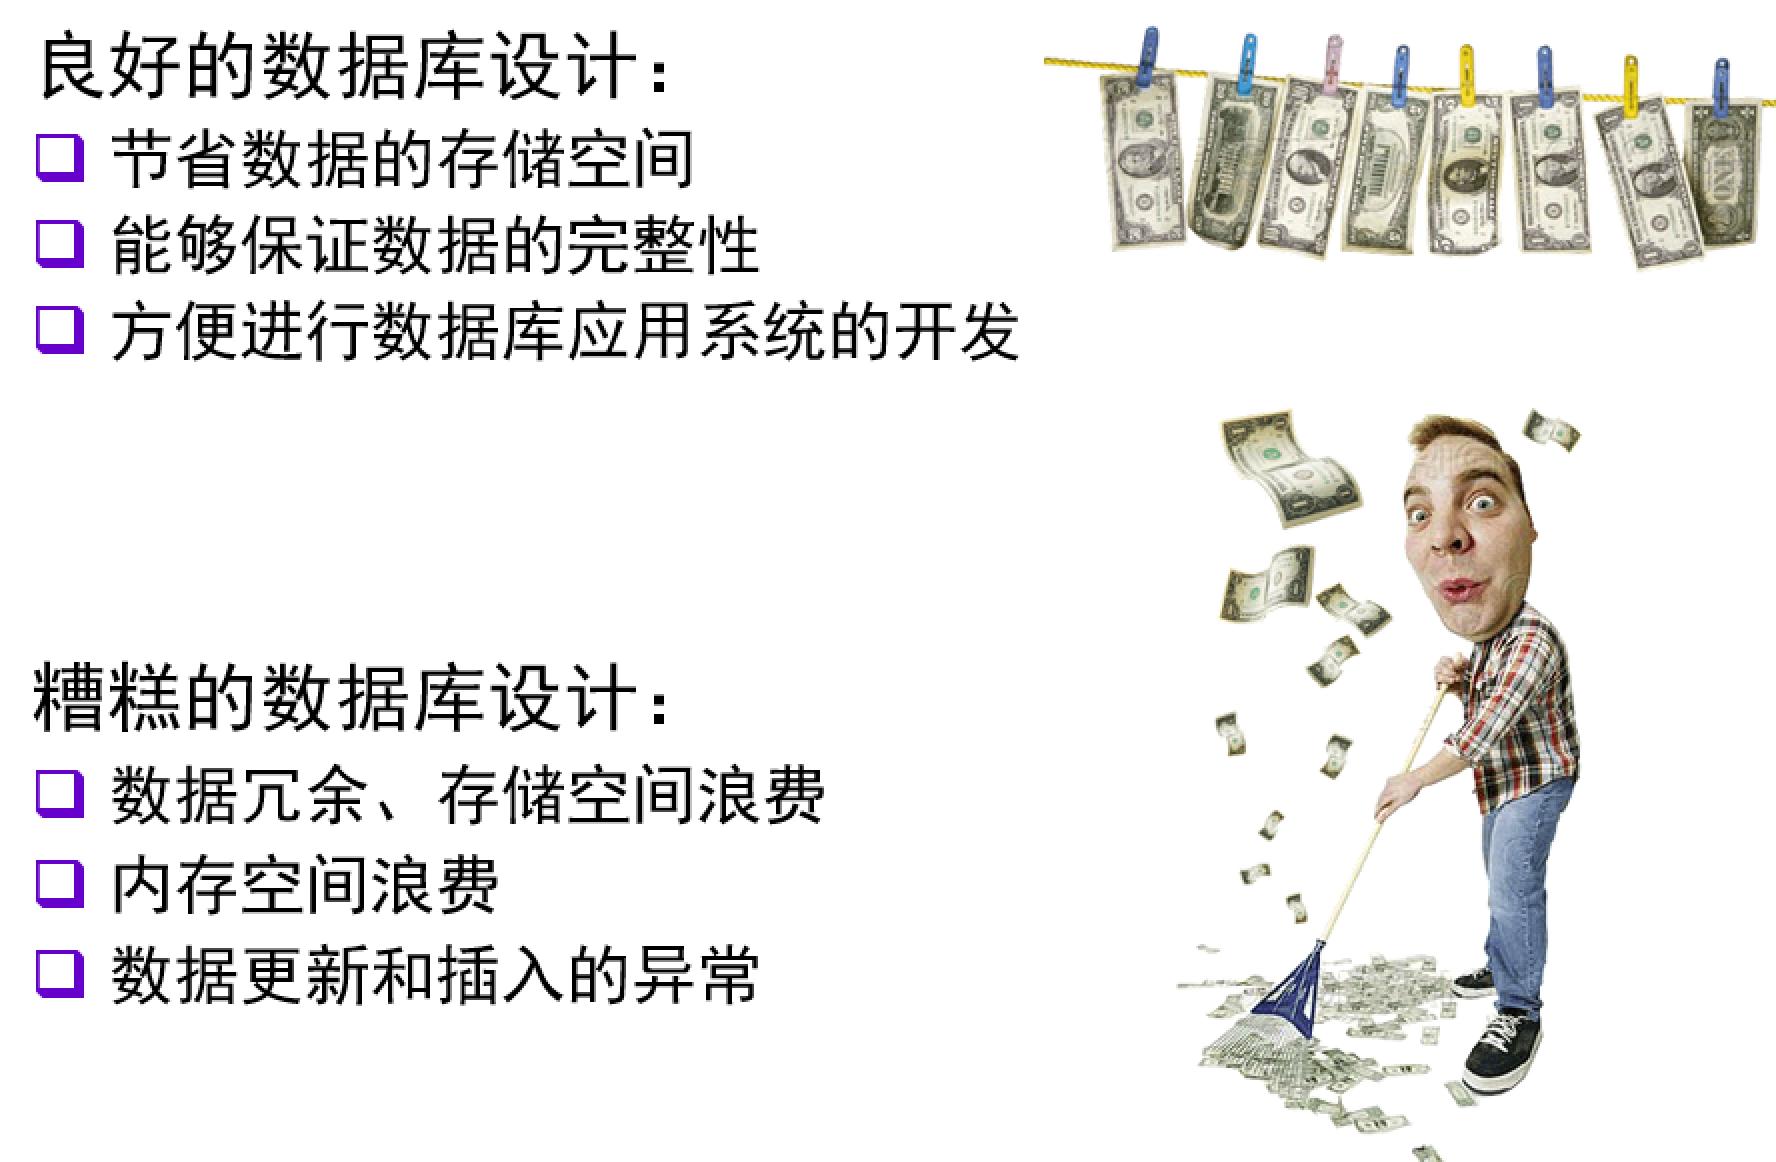 良好的数据库设计：
节省数据的存储空间
能够保证数据的完整性
方便进行数据库应用系统的开发
糟糕的数据库设计：
数据冗余、存储空间浪费
内存空间浪费
数据更新和插入的异常
ONE